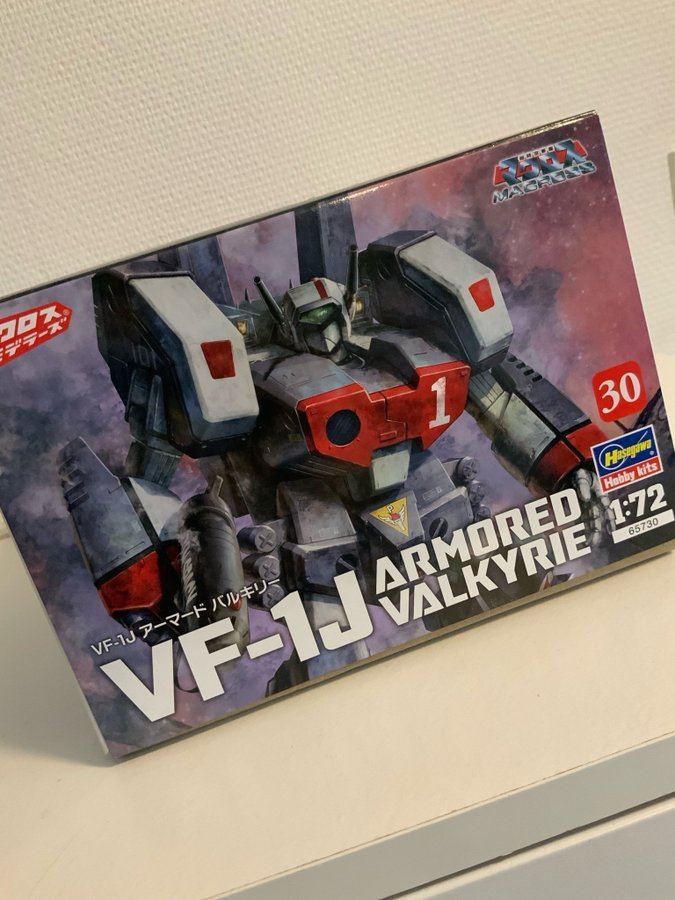 マクロス
MACROSS
クロス
デラーズ
101
1
30
Hasegawa
Hobby kits
1:72
65730
VF-1J アーマード バルキリー
VF-1J
ARMORED
VALKYRIE